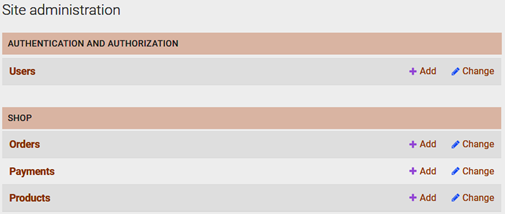 Site administration
AUTHENTICATION AND AUTHORIZATION
Users Add Change
SHOP
Orders Add Change
Payments Add Change
Products Add Change